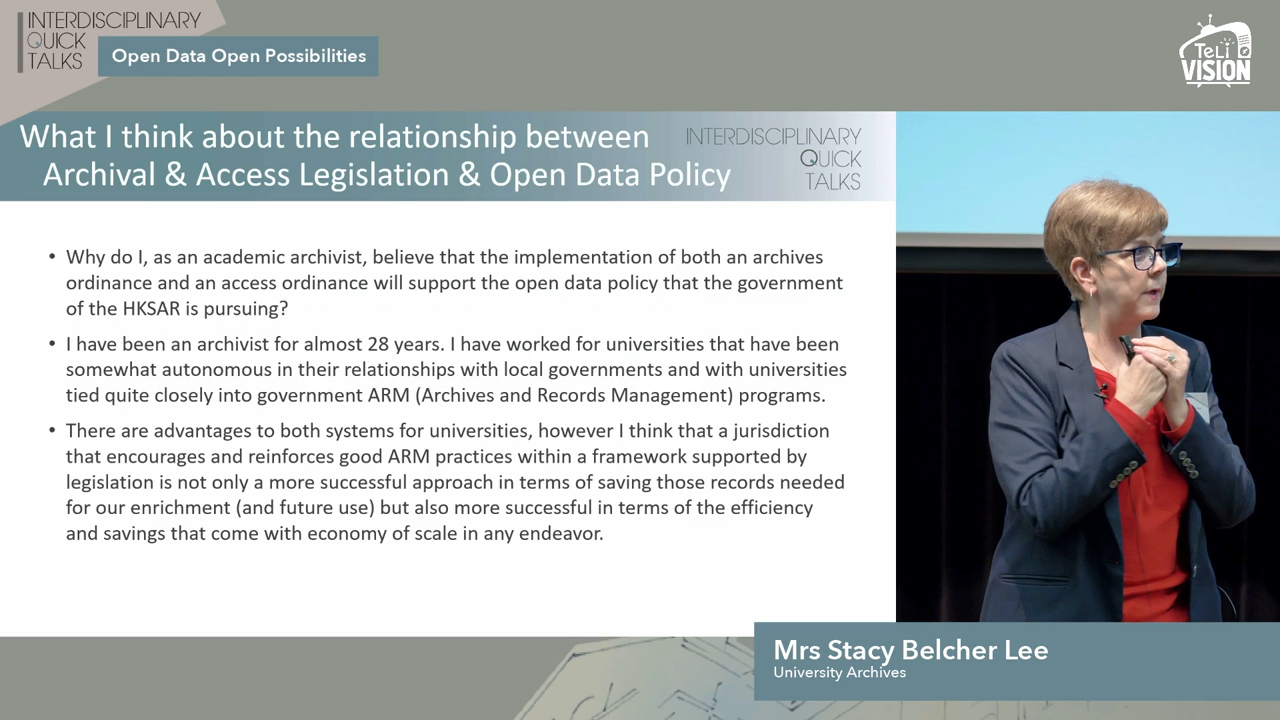 INTERDISCIPLINARY
QUICK
TALKS
Open Data Open Possibilities
TeLi
VISION
What I think about the relationship between
Archival & Access Legislation & Open Data Policy
INTERDISCIPLINARY
QUICK
TALKS
• Why do I, as an academic archivist, believe that the implementation of both an archives
ordinance and an access ordinance will support the open data policy that the government
of the HKSAR is pursuing?
• I have been an archivist for almost 28 years. I have worked for universities that have been
somewhat autonomous in their relationships with local governments and with universities
tied quite closely into government ARM (Archives and Records Management) programs.
• There are advantages to both systems for universities, however I think that a jurisdiction
that encourages and reinforces good ARM practices within a framework supported by
legislation is not only a more successful approach in terms of saving those records needed
for our enrichment (and future use) but also more successful in terms of the efficiency
and savings that come with economy of scale in any endeavor.
Mrs Stacy Belcher Lee
University Archives